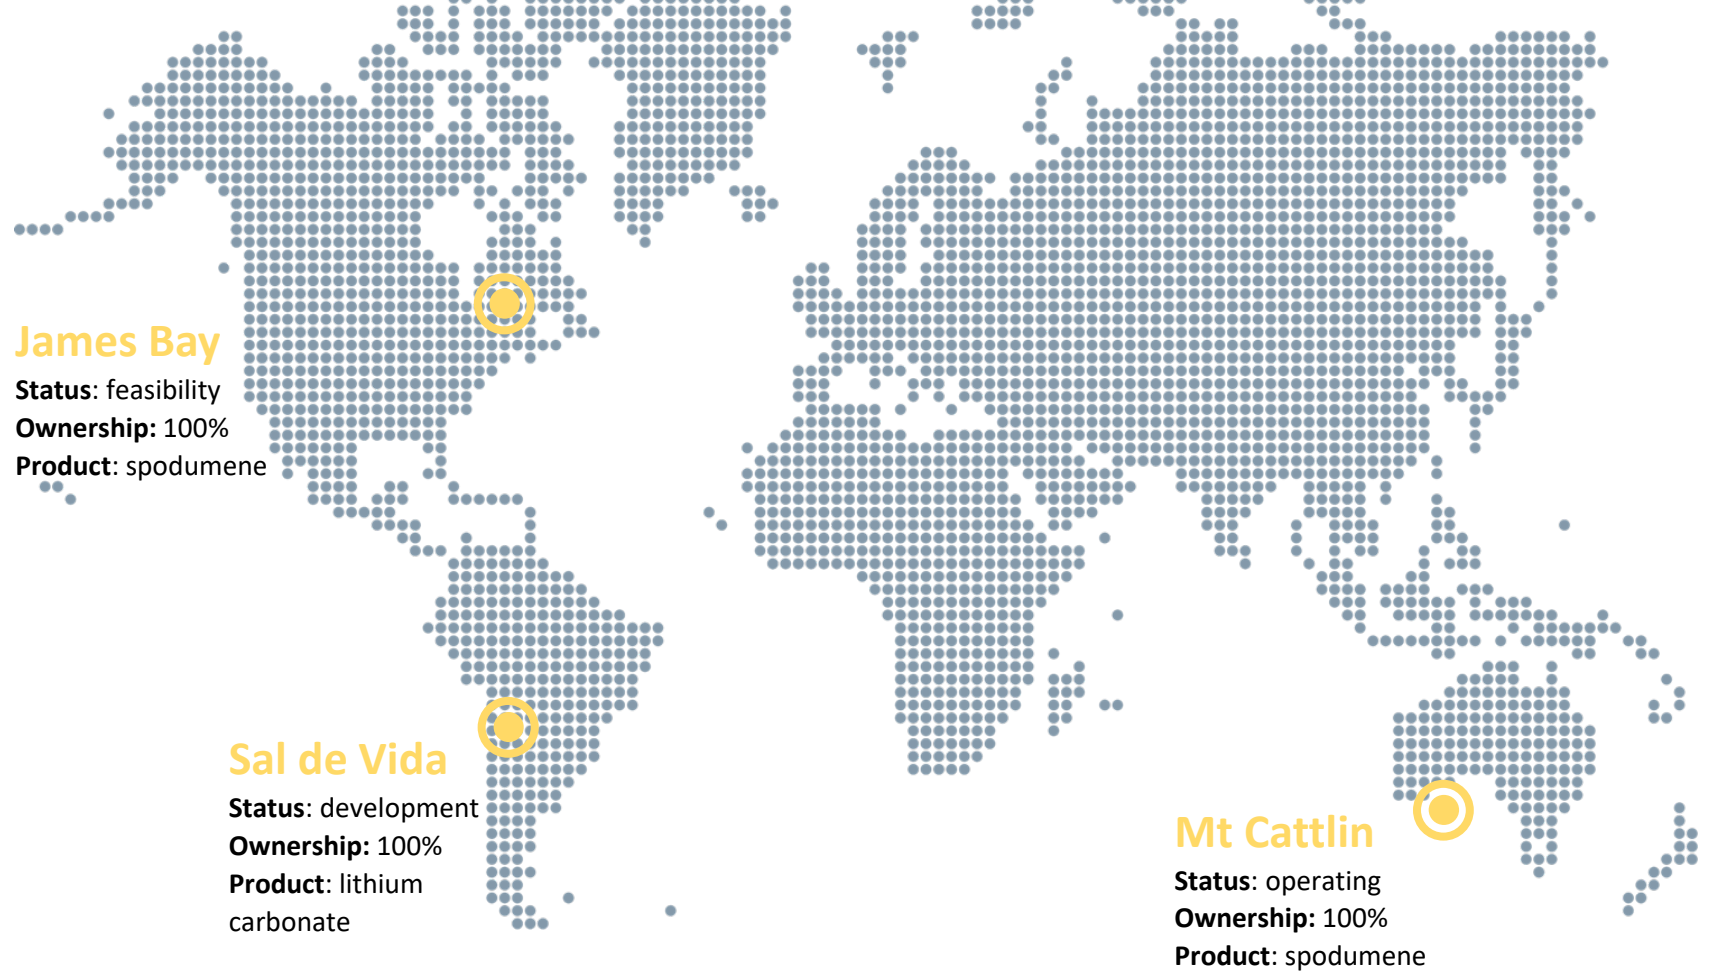 James Bay
Status: feasibility
Ownership: 100%
Product: spodumene
Sal de Vida
Status: development
Ownership: 100%
Product: lithium
carbonate
Mt Cattlin
Status: operating
Ownership: 100%
Product: spodumene